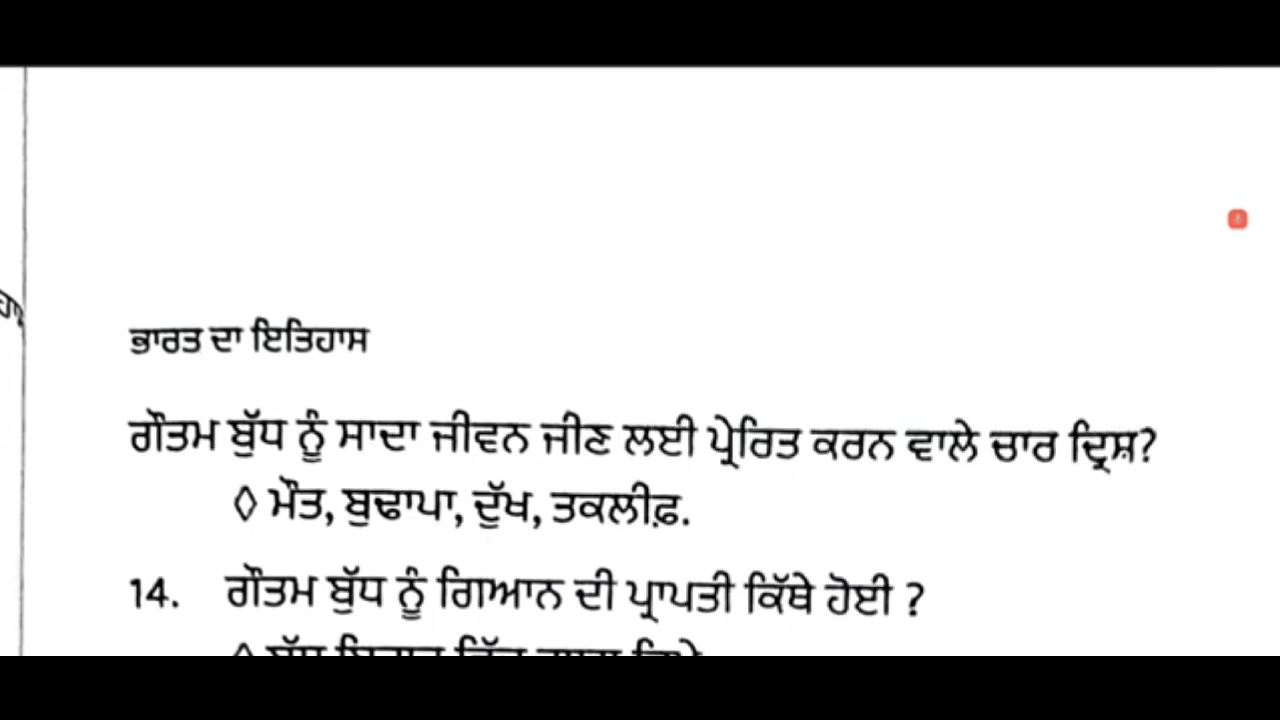 ਭਾਰਤ ਦਾ ਇਤਿਹਾਸ
ਗੌਤਮ ਬੁੱਧ ਨੂੰ ਸਾਦਾ ਜੀਵਨ ਜੀਣ ਲਈ ਪ੍ਰੇਰਿਤ ਕਰਨ ਵਾਲੇ ਚਾਰ ਦ੍ਰਿਸ਼?
◊ ਮੌਤ, ਬੁਢਾਪਾ, ਦੁੱਖ, ਤਕਲੀਫ਼.
14. ਗੌਤਮ ਬੁੱਧ ਨੂੰ ਗਿਆਨ ਦੀ ਪ੍ਰਾਪਤੀ ਕਿੱਥੇ ਹੋਈ ?